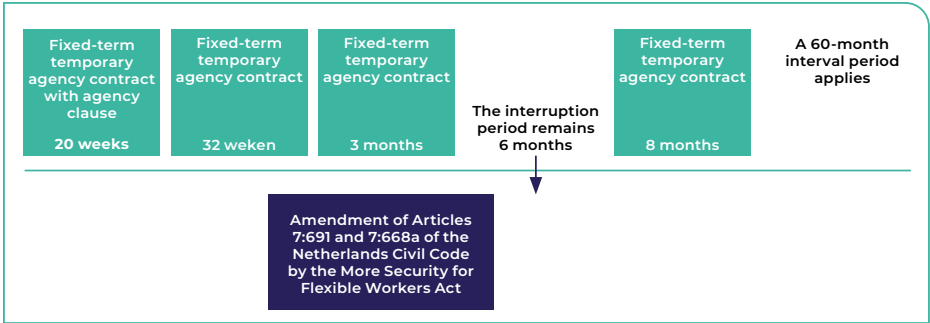 Fixed-term
temporary
agency contract
with agency
clause
20 weeks
Fixed-term
temporary
agency contract
32 weken
Fixed-term
temporary
agency contract
3 months
The interruption
period remains
6 months
Fixed-term
temporary
agency contract
8 months
A 60-month
interval period
applies
Amendment of Articles
7:691 and 7:668a of the
Netherlands Civil Code
by the More Security for
Flexible Workers Act